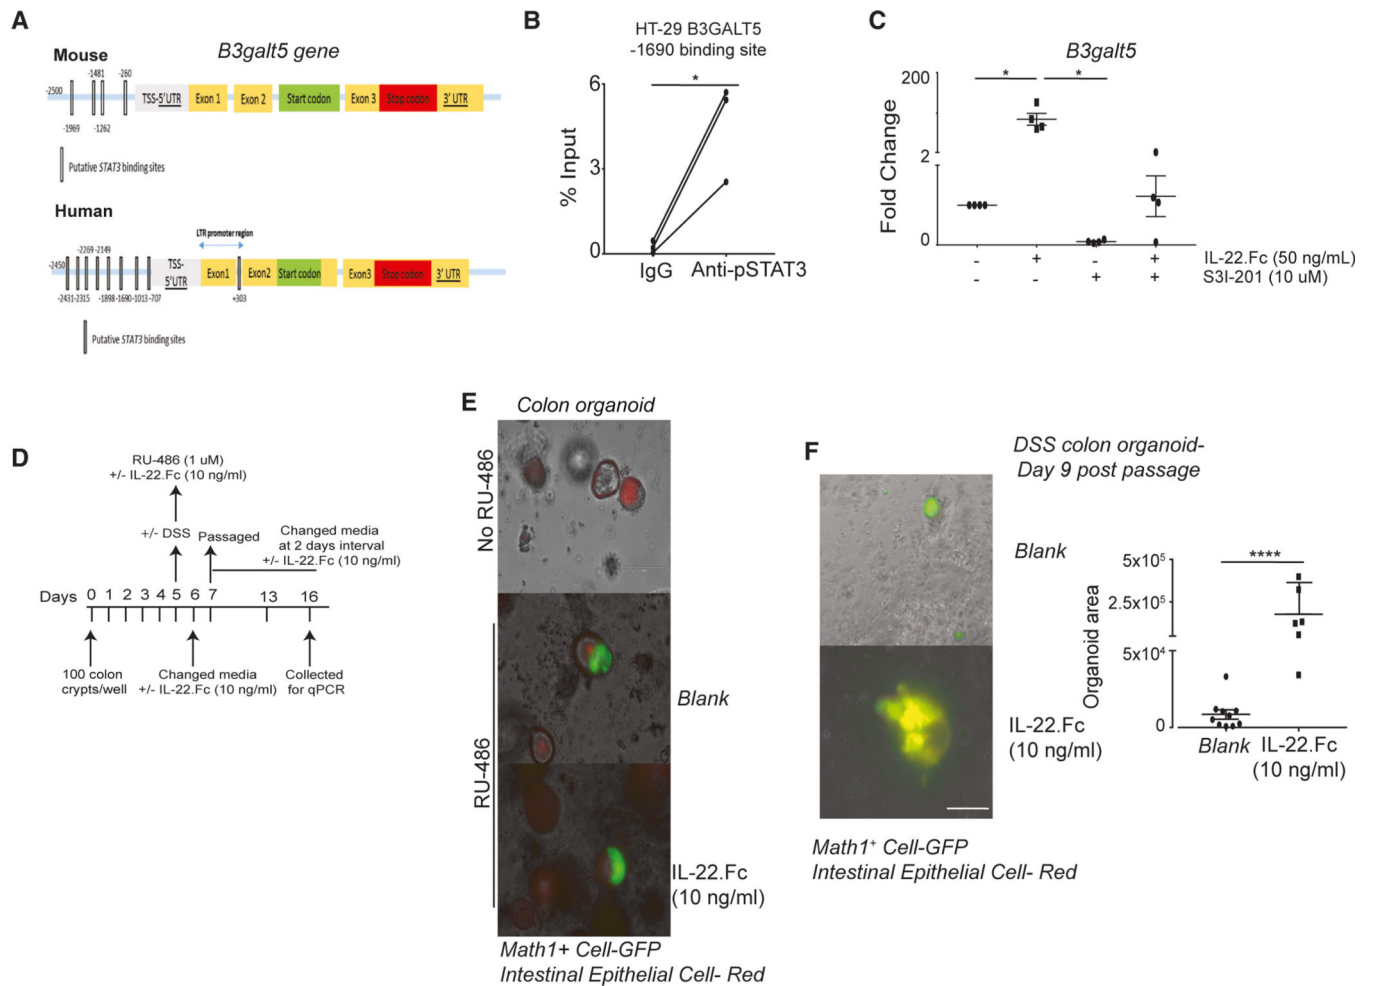 A
Mouse
B3galt5 gene
-1481
-260
-2500
TSS-5'UTR
Exon 1
Exon 2
Start codon
Exon 3
Stop codon
3' UTR
-1969
-1262
Putative STAT3 binding sites
Human
LTR promoter region
-2269
-2149
-2450
TSS-
5'UTR
Exon1
Exon2
Start codon
Exon3
Stop codon
3' UTR
-2431
-2315
-1898
-1690
-1013
-707
+303
Putative STAT3 binding sites
B
HT-29 B3GALT5
-1690 binding site
*
6
3
0
% Input
IgG
Anti-pSTAT3
C
B3galt5
*
*
200
2
0
Fold Change
- + - + IL-22.Fc (50 ng/mL)
- - + + S3I-201 (10 uM)
D
RU-486 (1 uM)
+/- IL-22.Fc (10 ng/ml)
+/- DSS
Passaged
Changed media
at 2 days interval
+/- IL-22.Fc (10 ng/ml)
Days 0 1 2 3 4 5 6 7 13 16
100 colon
crypts/well
Changed media
+/- IL-22.Fc (10 ng/ml)
Collected
for qPCR
E
Colon organoid
No RU-486
RU-486
Blank
IL-22.Fc
(10 ng/ml)
Math1+ Cell-GFP
Intestinal Epithelial Cell- Red
F
DSS colon organoid-
Day 9 post passage
Blank
IL-22.Fc
(10 ng/ml)
Math1+ Cell-GFP
Intestinal Epithelial Cell- Red
****
5x10⁵
2.5x10⁵
5x10⁴
0
Organoid area
Blank
IL-22.Fc
(10 ng/ml)